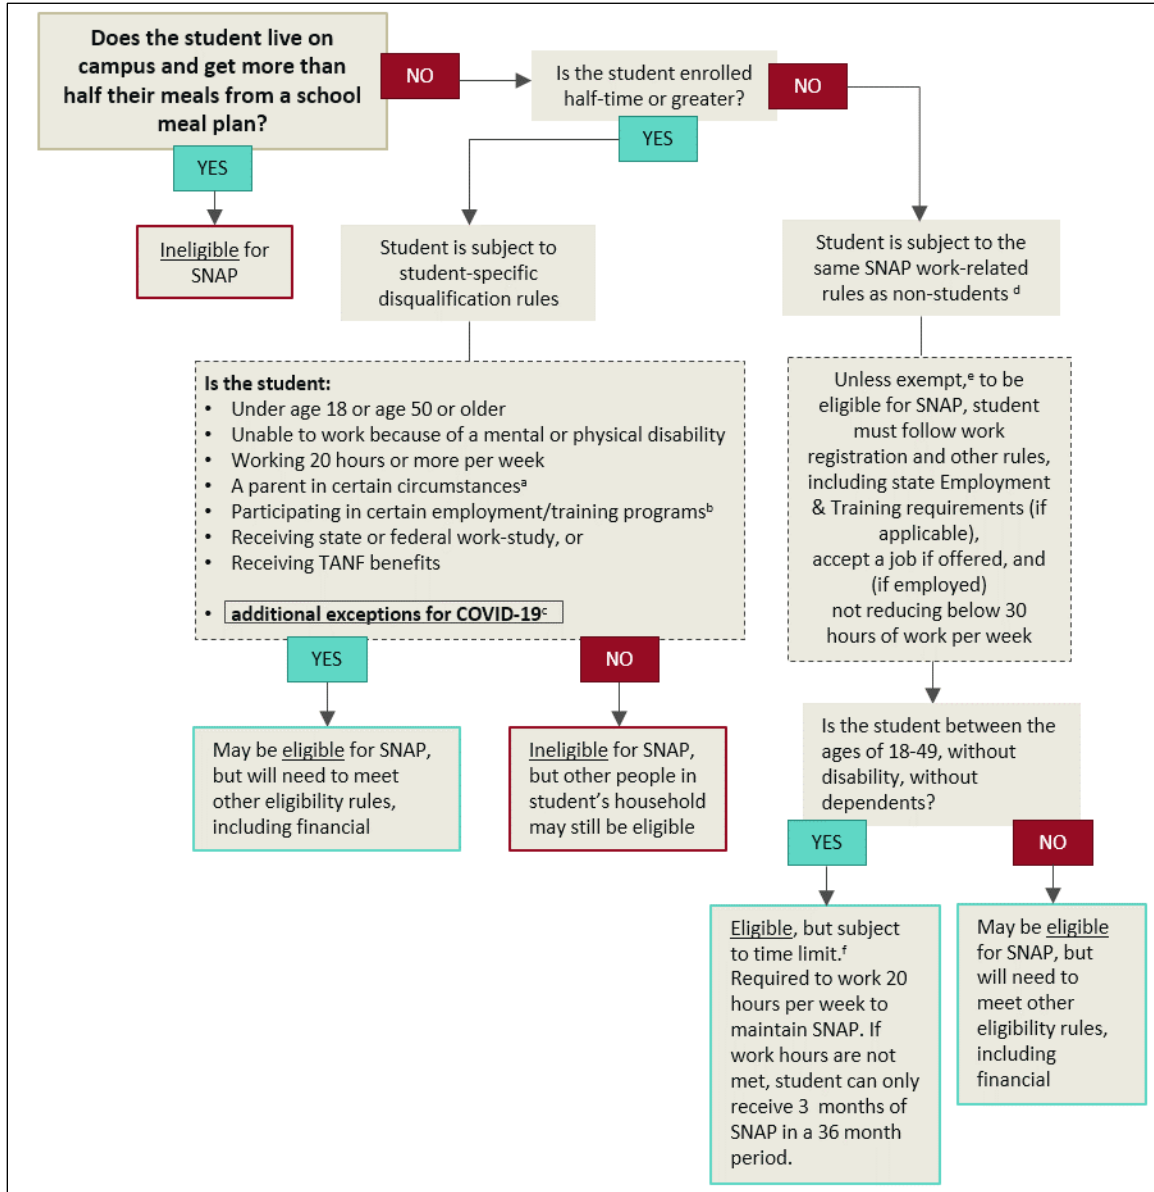 Does the student live on
campus and get more than
half their meals from a school
meal plan?
NO
YES
Ineligible for
SNAP
Is the student enrolled
half-time or greater?
NO
YES
Student is subject to
student-specific
disqualification rules
Is the student:
• Under age 18 or age 50 or older
• Unable to work because of a mental or physical disability
• Working 20 hours or more per week
• A parent in certain circumstancesᵃ
• Participating in certain employment/training programsᵇ
• Receiving state or federal work-study, or
• Receiving TANF benefits
• additional exceptions for COVID-19ᶜ
YES
NO
May be eligible for SNAP,
but will need to meet
other eligibility rules,
including financial
Ineligible for SNAP,
but other people in
student's household
may still be eligible
Student is subject to the
same SNAP work-related
rules as non-students ᵈ
Unless exempt,ᵉ to be
eligible for SNAP, student
must follow work
registration and other rules,
including state Employment
& Training requirements (if
applicable),
accept a job if offered, and
(if employed)
not reducing below 30
hours of work per week
Is the student between the
ages of 18-49, without
disability, without
dependents?
YES
NO
Eligible, but subject
to time limit.ᶠ
Required to work 20
hours per week to
maintain SNAP. If
work hours are not
met, student can only
receive 3 months of
SNAP in a 36 month
period.
May be eligible
for SNAP, but
will need to
meet other
eligibility rules,
including
financial